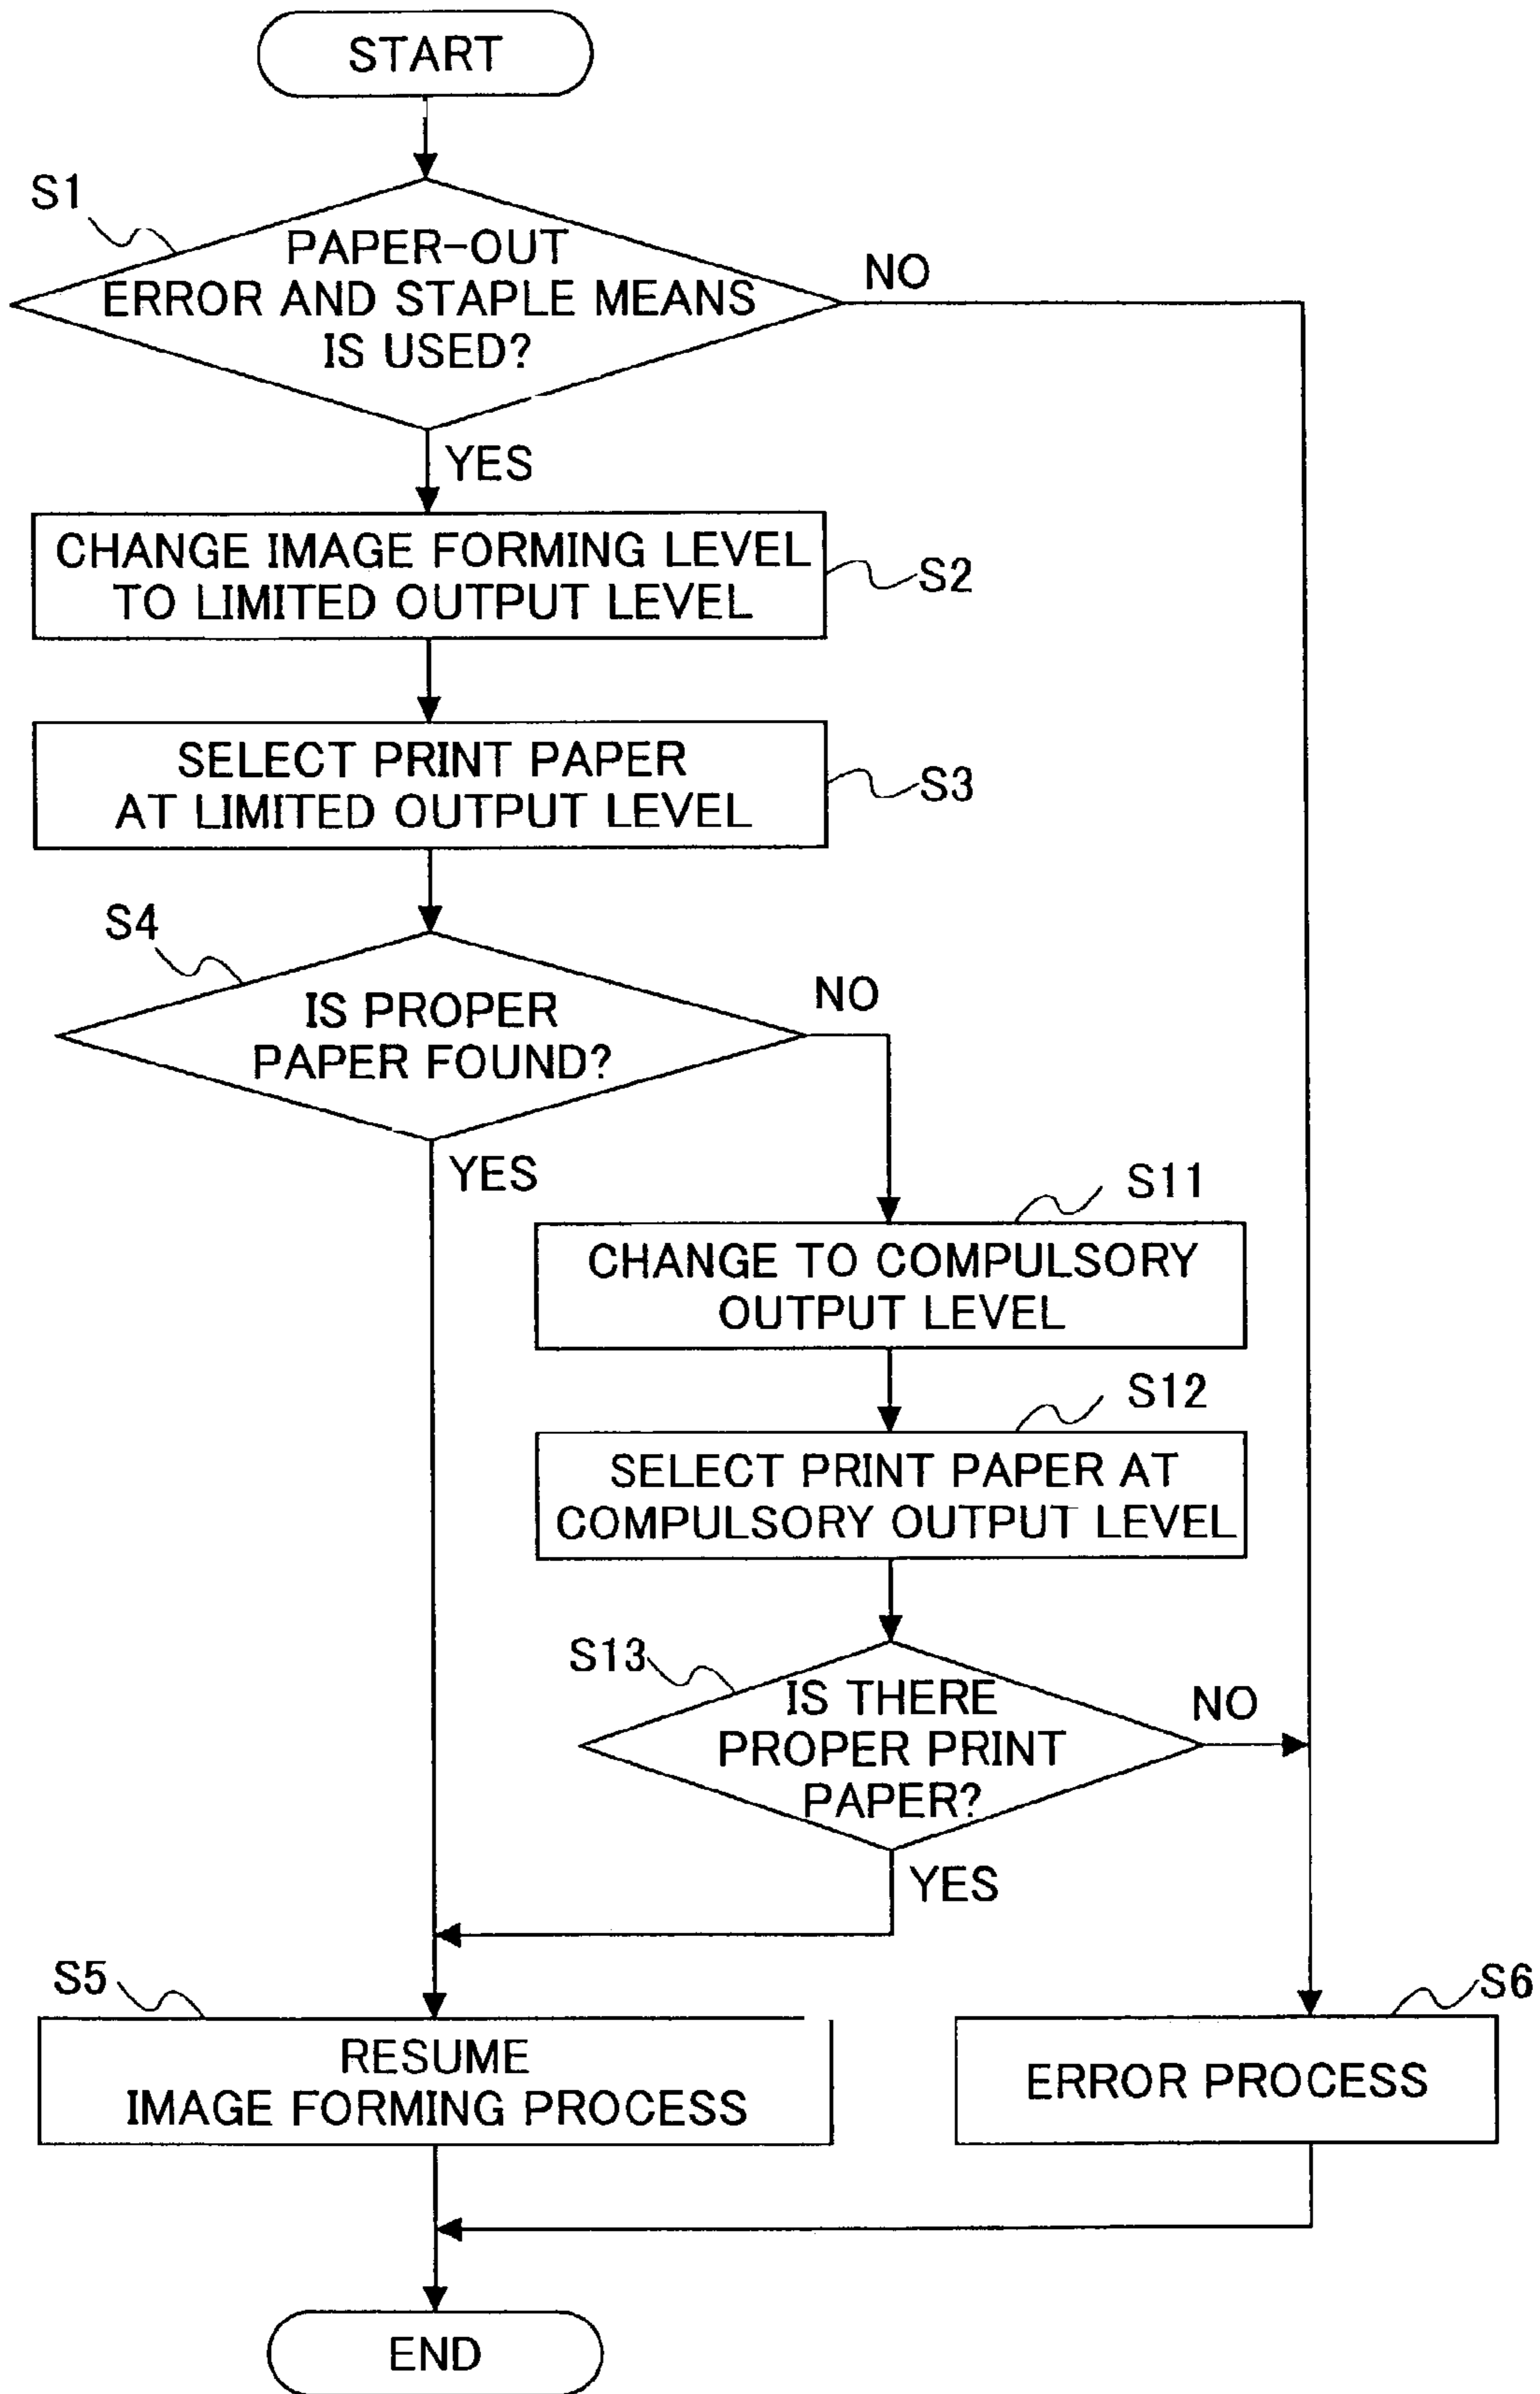 START
S1
PAPER-OUT
ERROR AND STAPLE MEANS
IS USED?
NO
YES
CHANGE IMAGE FORMING LEVEL
TO LIMITED OUTPUT LEVEL
S2
SELECT PRINT PAPER
AT LIMITED OUTPUT LEVEL
S3
S4
IS PROPER
PAPER FOUND?
NO
YES
S11
CHANGE TO COMPULSORY
OUTPUT LEVEL
S12
SELECT PRINT PAPER AT
COMPULSORY OUTPUT LEVEL
S13
IS THERE
PROPER PRINT
PAPER?
NO
YES
S5
RESUME
IMAGE FORMING PROCESS
S6
ERROR PROCESS
END